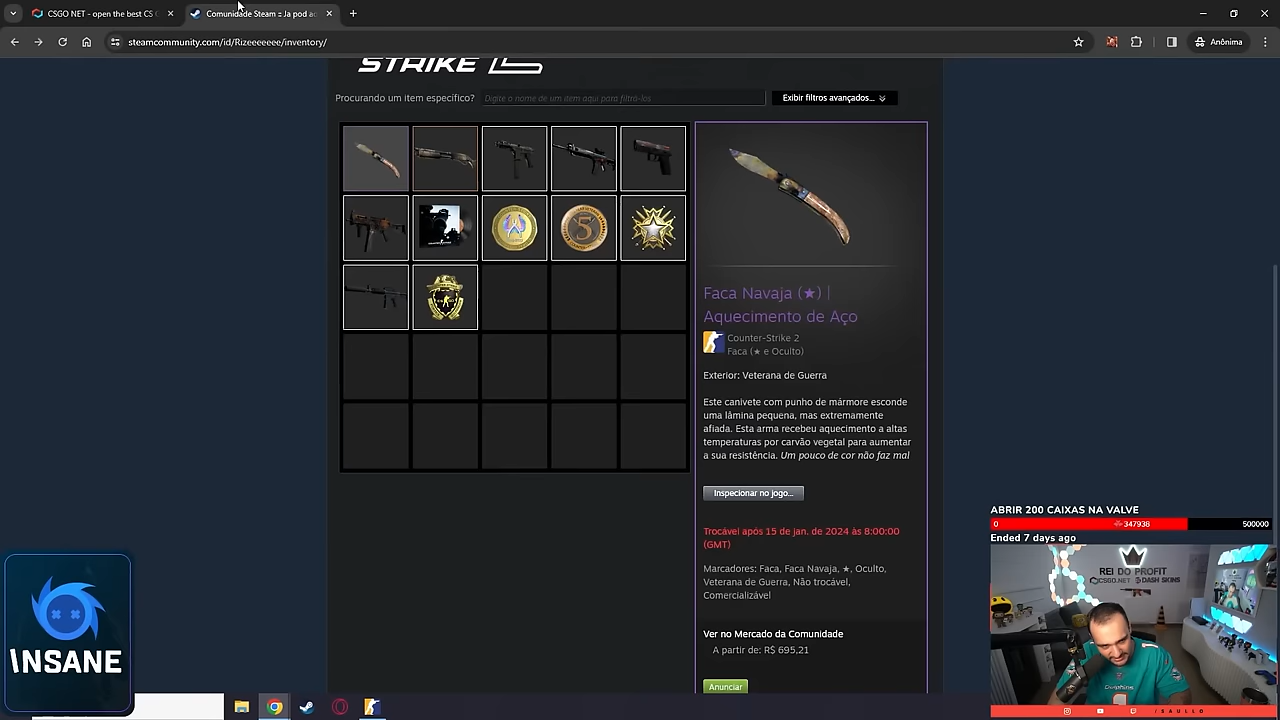 CSGO NET - open the best CS G
Comunidade Steam :: Ja pod ac
steamcommunity.com/id/Rizeeeeeee/inventory/
Anônima
STRIKE
Procurando um item específico?
Digite o nome de um item aqui para filtrá-los
Exibir filtros avançados...
5
Faca Navaja (★) |
Aquecimento de Aço
Counter-Strike 2
Faca (★ e Oculto)
Exterior: Veterana de Guerra
Este canivete com punho de mármore esconde
uma lâmina pequena, mas extremamente
afiada. Esta arma recebeu aquecimento a altas
temperaturas por carvão vegetal para aumentar
a sua resistência. Um pouco de cor não faz mal
Inspecionar no jogo...
Trocável após 15 de jan. de 2024 às 8:00:00
(GMT)
Marcadores: Faca, Faca Navaja, ★, Oculto,
Veterana de Guerra, Não trocável,
Comercializável
Ver no Mercado da Comunidade
A partir de: R$ 695,21
Anunciar
INSANE
ABRIR 200 CAIXAS NA VALVE
0
347938
500000
Ended 7 days ago
REI DO PROFIT
CSGO.NET
DASH SKINS
Dolphins
/SAULLO